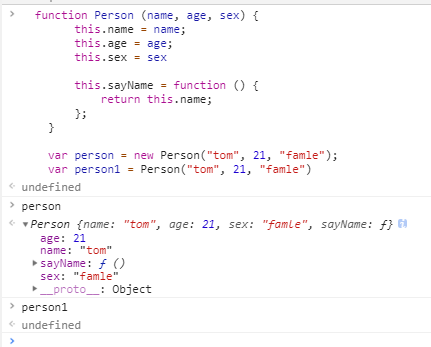 function Person (name, age, sex) {
this.name = name;
this.age = age;
this.sex = sex
this.sayName = function () {
return this.name;
};
}
var person = new Person("tom", 21, "famle");
var person1 = Person("tom", 21, "famle")
undefined
person
Person {name: "tom", age: 21, sex: "famle", sayName: ƒ}
age: 21
name: "tom"
sayName: ƒ ()
sex: "famle"
__proto__: Object
person1
undefined